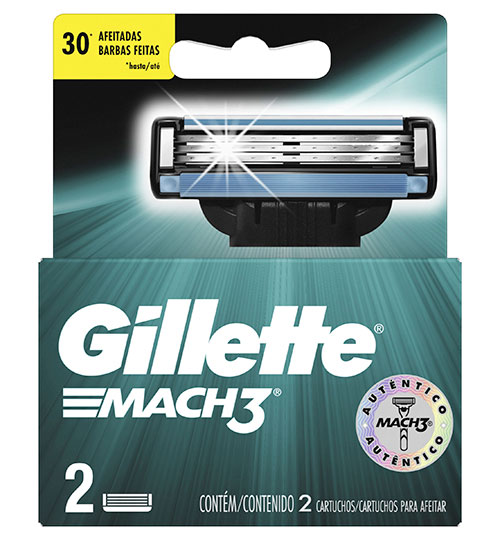 30* AFEITADAS
BARBAS FEITAS
*hasta/até
Gillette®
MACH3®
AUTÊNTICO
MACH3®
AUTÉNTICO
2
CONTÉM/CONTENIDO 2 CARTUCHOS/CARTUCHOS PARA AFEITAR